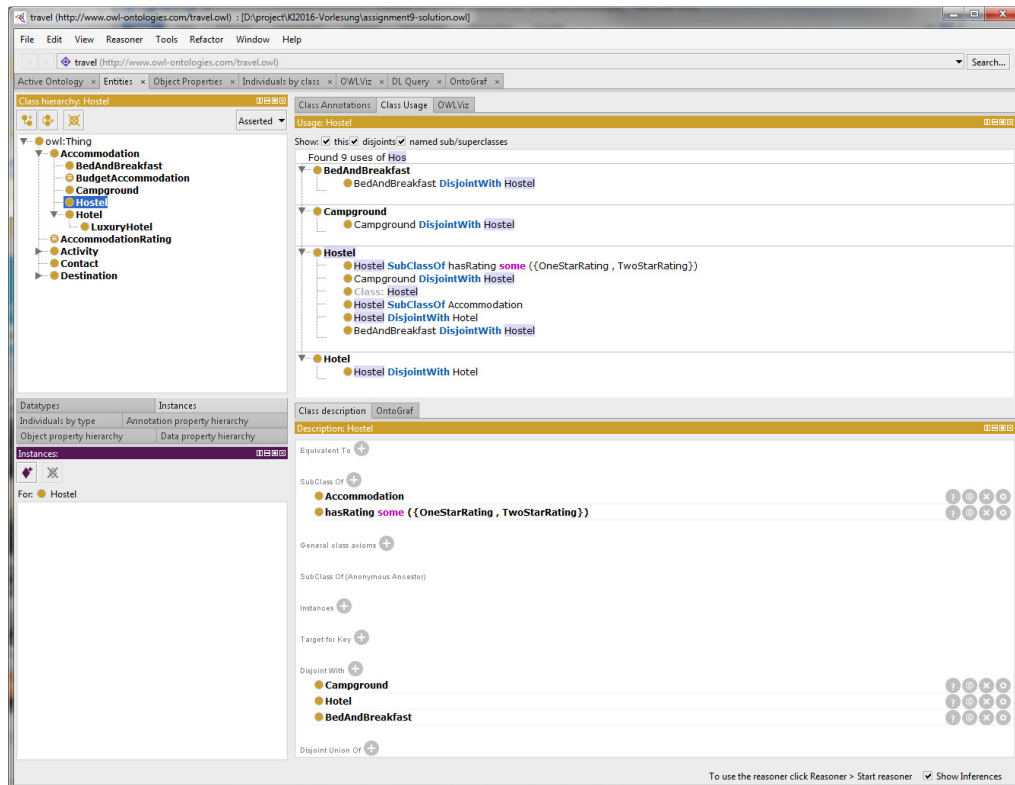 travel (http://www.owl-ontologies.com/travel.owl) : [D:\project\KI2016-Vorlesung\assignment9-solution.owl]
File Edit View Reasoner Tools Refactor Window Help
travel (http://www.owl-ontologies.com/travel.owl)
Search...
Active Ontology × Entities × Object Properties × Individuals by class × OWLViz × DL Query × OntoGraf ×
Class hierarchy: Hostel
Asserted
owl:Thing
Accommodation
BedAndBreakfast
BudgetAccommodation
Campground
Hostel
Hotel
LuxuryHotel
AccommodationRating
Activity
Contact
Destination
Datatypes Instances
Individuals by type Annotation property hierarchy
Object property hierarchy Data property hierarchy
Instances:
For: Hostel
Class Annotations Class Usage OWLViz
Usage: Hostel
Show: this disjoints named sub/superclasses
Found 9 uses of Hos
BedAndBreakfast
BedAndBreakfast DisjointWith Hostel
Campground
Campground DisjointWith Hostel
Hostel
Hostel SubClassOf hasRating some ({OneStarRating , TwoStarRating})
Campground DisjointWith Hostel
Class: Hostel
Hostel SubClassOf Accommodation
Hostel DisjointWith Hotel
BedAndBreakfast DisjointWith Hostel
Hotel
Hostel DisjointWith Hotel
Class description OntoGraf
Description: Hostel
Equivalent To
SubClass Of
Accommodation
hasRating some ({OneStarRating , TwoStarRating})
General class axioms
SubClass Of (Anonymous Ancestor)
Instances
Target for Key
Disjoint With
Campground
Hotel
BedAndBreakfast
Disjoint Union Of
To use the reasoner click Reasoner > Start reasoner Show Inferences